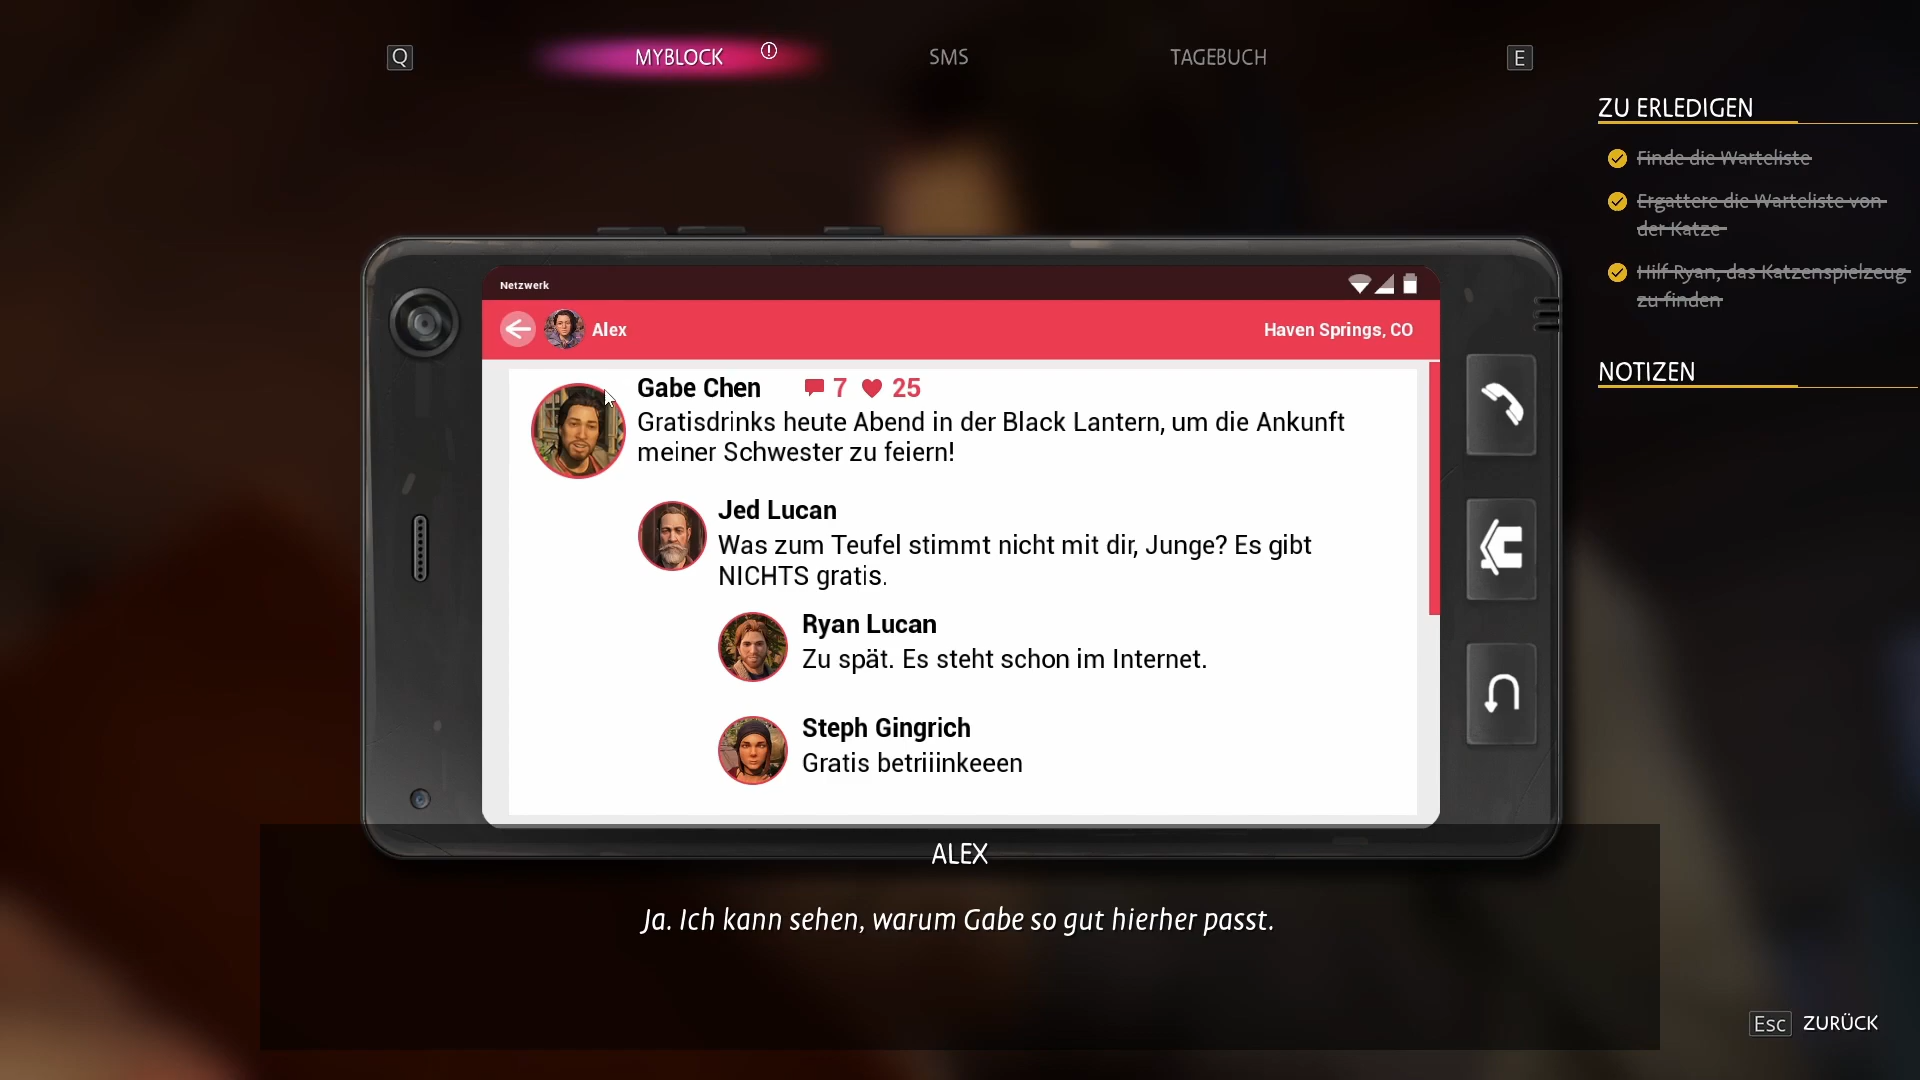 Q
MYBLOCK
SMS
TAGEBUCH
E
ZU ERLEDIGEN
Finde die Warteliste
Ergattere die Warteliste von
der Katze
Hilf Ryan, das Katzenspielzeug
zu finden
NOTIZEN
Netzwerk
Alex
Haven Springs, CO
Gabe Chen 7 25
Gratisdrinks heute Abend in der Black Lantern, um die Ankunft
meiner Schwester zu feiern!
Jed Lucan
Was zum Teufel stimmt nicht mit dir, Junge? Es gibt
NICHTS gratis.
Ryan Lucan
Zu spät. Es steht schon im Internet.
Steph Gingrich
Gratis betriiinkeeen
ALEX
Ja. Ich kann sehen, warum Gabe so gut hierher passt.
Esc ZURÜCK